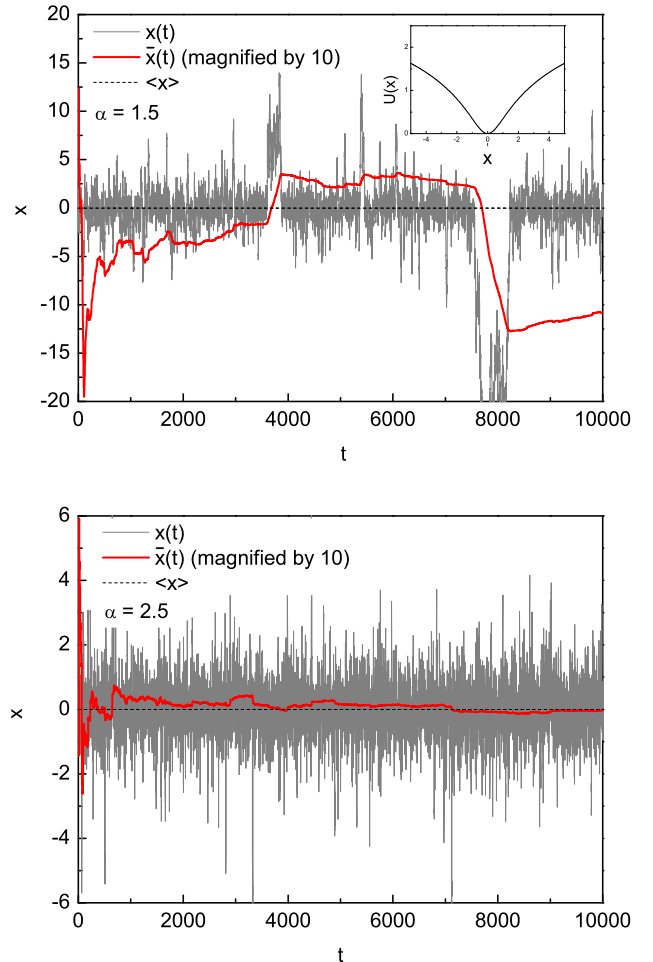 x(t)
x̄(t) (magnified by 10)
<x>
α = 1.5
20
15
10
5
0
-5
-10
-15
-20
x
0
2000
4000
6000
8000
10000
t
2
1
0
U(x)
-4
-2
0
2
4
x
x(t)
x̄(t) (magnified by 10)
<x>
α = 2.5
6
4
2
0
-2
-4
-6
x
0
2000
4000
6000
8000
10000
t